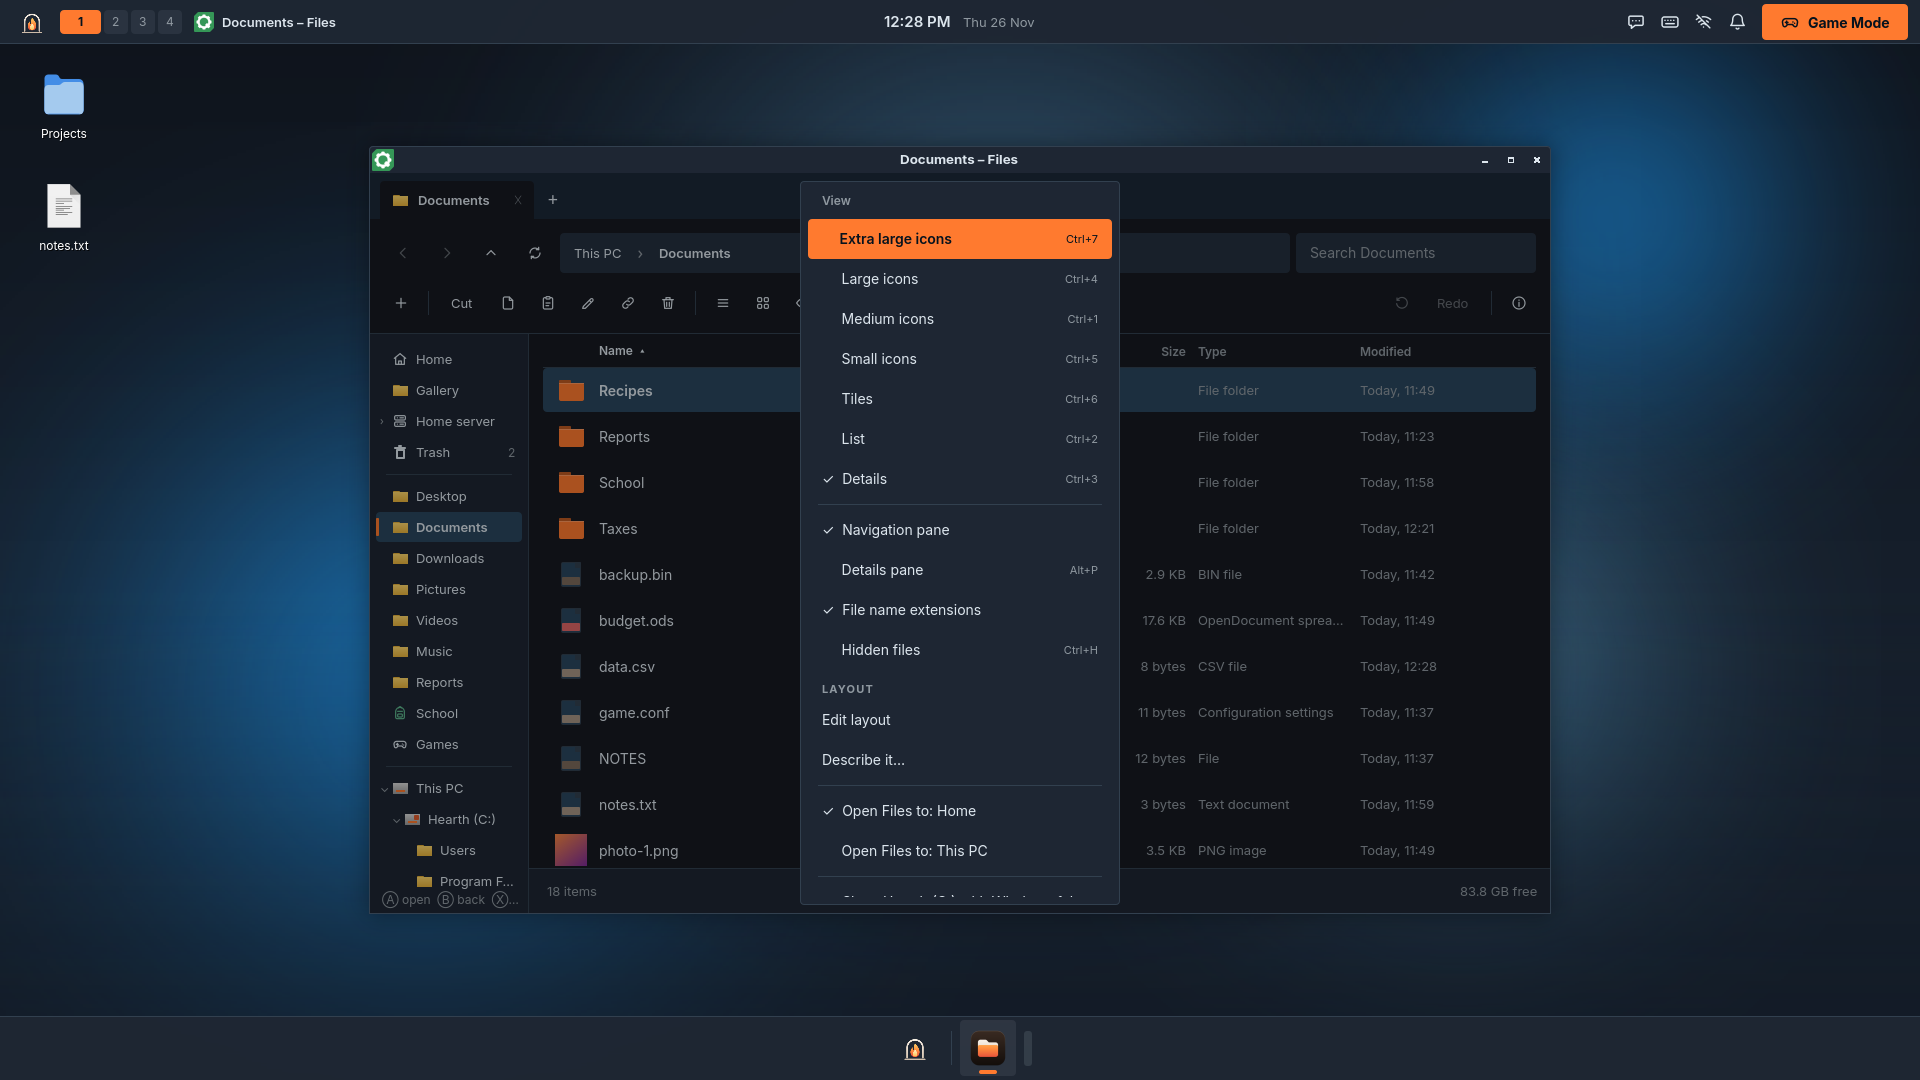 1 2 3 4 Documents – Files 12:28 PM Thu 26 Nov Game Mode
Projects
notes.txt
Documents – Files
Documents X +
This PC › Documents
Search Documents
Cut
Redo
Home
Gallery
Home server
Trash 2
Desktop
Documents
Downloads
Pictures
Videos
Music
Reports
School
Games
This PC
Hearth (C:)
Users
Program F...
A open B back X...
Name Size Type Modified
Recipes File folder Today, 11:49
Reports File folder Today, 11:23
School File folder Today, 11:58
Taxes File folder Today, 12:21
backup.bin 2.9 KB BIN file Today, 11:42
budget.ods 17.6 KB OpenDocument sprea... Today, 11:49
data.csv 8 bytes CSV file Today, 12:28
game.conf 11 bytes Configuration settings Today, 11:37
NOTES 12 bytes File Today, 11:37
notes.txt 3 bytes Text document Today, 11:59
photo-1.png 3.5 KB PNG image Today, 11:49
18 items 83.8 GB free
View
Extra large icons Ctrl+7
Large icons Ctrl+4
Medium icons Ctrl+1
Small icons Ctrl+5
Tiles Ctrl+6
List Ctrl+2
Details Ctrl+3
Navigation pane
Details pane Alt+P
File name extensions
Hidden files Ctrl+H
LAYOUT
Edit layout
Describe it...
Open Files to: Home
Open Files to: This PC